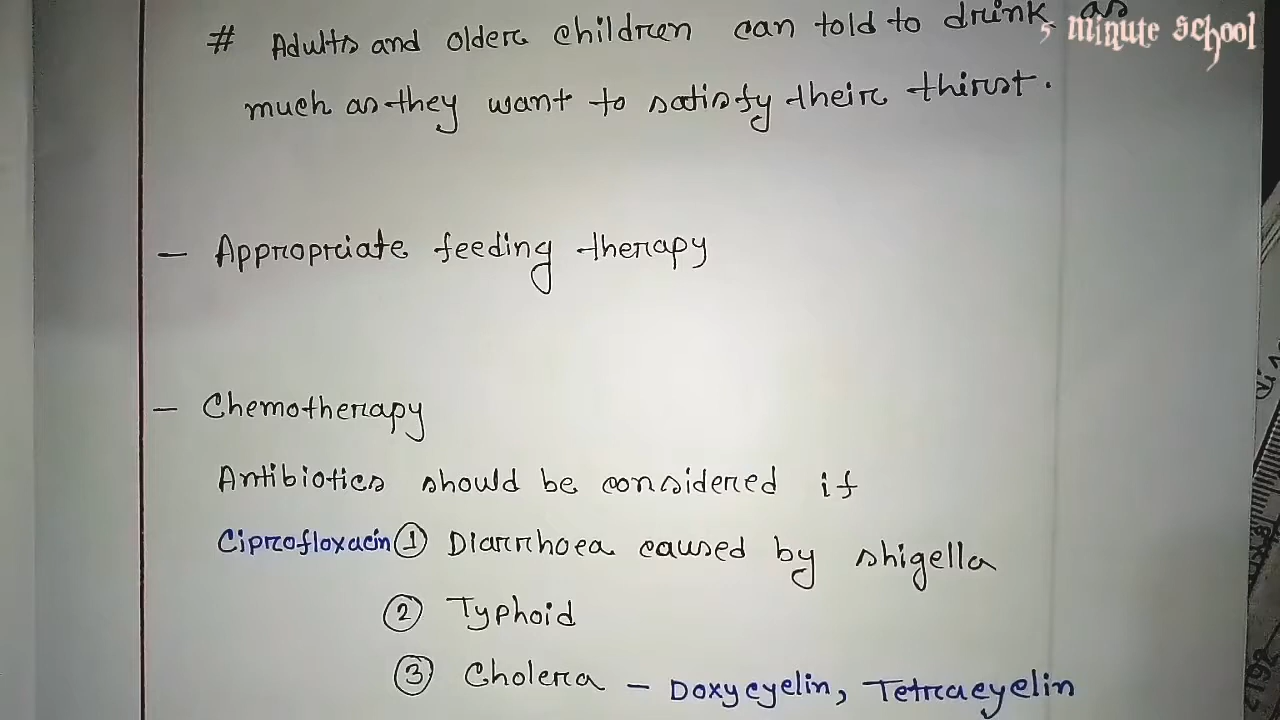 # Adults and older children can told to drink as
5 Minute School
much as they want to satisfy their thirst.
– Appropriate feeding therapy
– Chemotherapy
Antibiotics should be considered if
Ciprofloxacin ① Diarrhoea caused by shigella
② Typhoid
③ Cholera – Doxycyclin, Tetracyclin